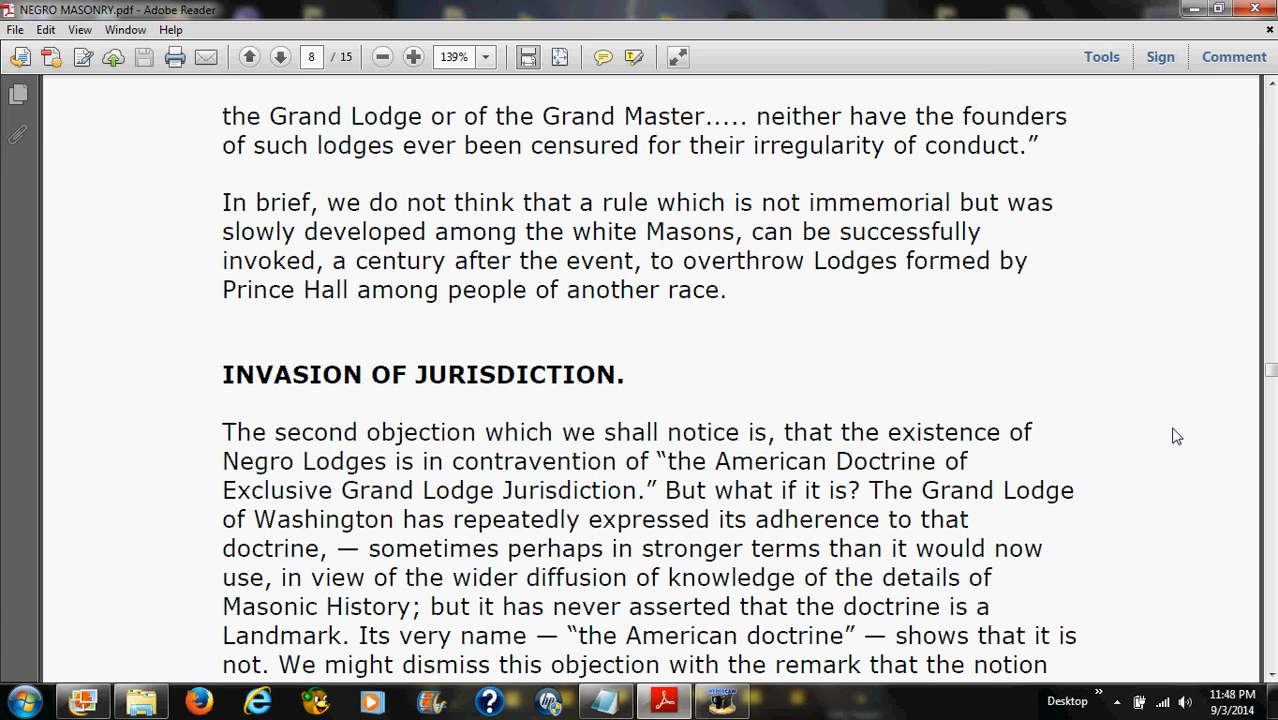 NEGRO MASONRY.pdf - Adobe Reader
File Edit View Window Help
8 / 15 139% Tools Sign Comment
the Grand Lodge or of the Grand Master..... neither have the founders
of such lodges ever been censured for their irregularity of conduct.”
In brief, we do not think that a rule which is not immemorial but was
slowly developed among the white Masons, can be successfully
invoked, a century after the event, to overthrow Lodges formed by
Prince Hall among people of another race.
INVASION OF JURISDICTION.
The second objection which we shall notice is, that the existence of
Negro Lodges is in contravention of “the American Doctrine of
Exclusive Grand Lodge Jurisdiction.” But what if it is? The Grand Lodge
of Washington has repeatedly expressed its adherence to that
doctrine, — sometimes perhaps in stronger terms than it would now
use, in view of the wider diffusion of knowledge of the details of
Masonic History; but it has never asserted that the doctrine is a
Landmark. Its very name — “the American doctrine” — shows that it is
not. We might dismiss this objection with the remark that the notion
Desktop 11:48 PM
9/3/2014